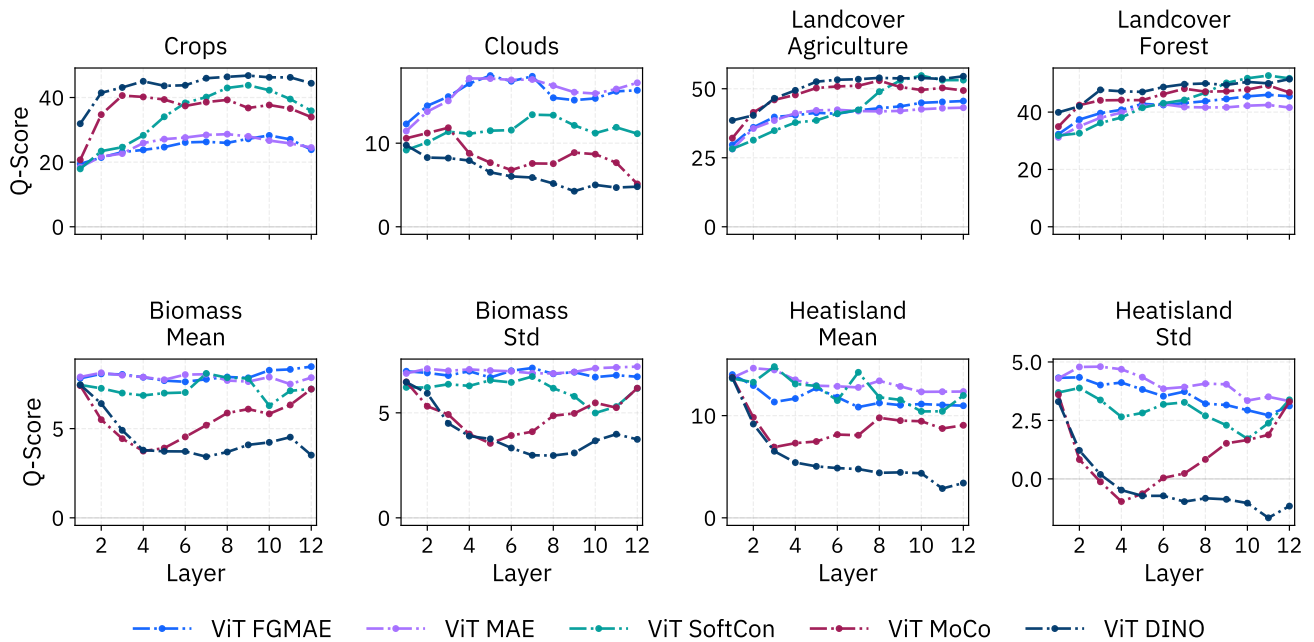 Crops
Clouds
Landcover
Agriculture
Landcover
Forest
Q-Score
40
20
0
10
0
50
25
0
40
20
0
Biomass
Mean
Biomass
Std
Heatisland
Mean
Heatisland
Std
Q-Score
5
0
5
0
10
0
5.0
2.5
0.0
2 4 6 8 10 12
2 4 6 8 10 12
2 4 6 8 10 12
2 4 6 8 10 12
Layer
Layer
Layer
Layer
ViT FGMAE ViT MAE ViT SoftCon ViT MoCo ViT DINO